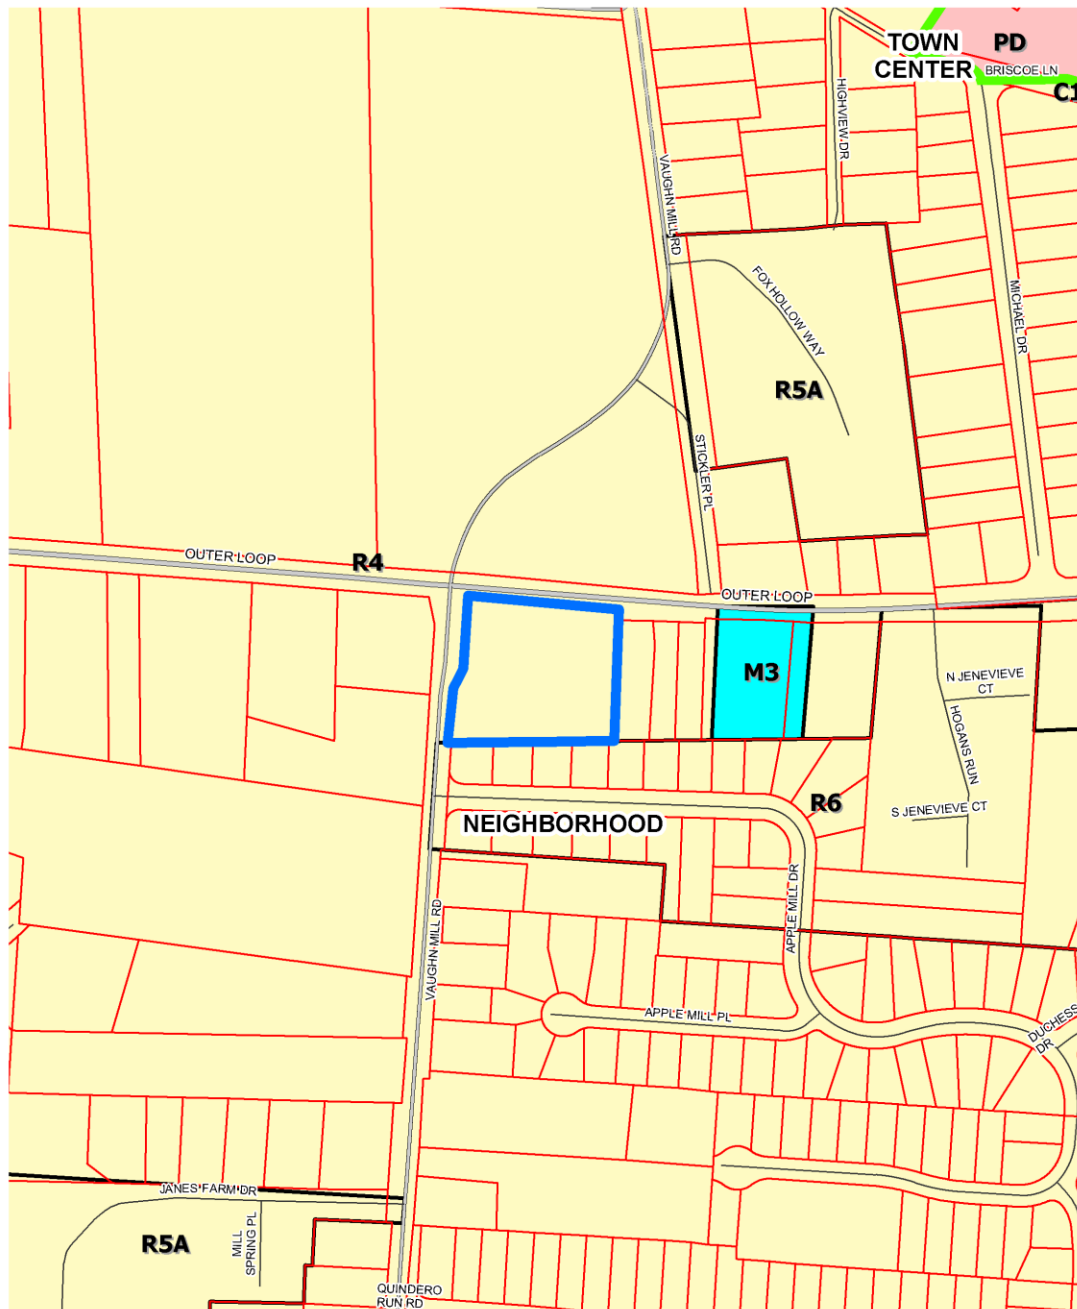 TOWN
CENTER
PD
BRISCOE LN
C1
HIGHVIEW DR
VAUGHN MILL RD
FOX HOLLOW WAY
MICHAEL DR
R5A
STICKLER PL
OUTER LOOP
R4
OUTER LOOP
M3
N JENEVIEVE
CT
HOGANS RUN
R6
S JENEVIEVE CT
NEIGHBORHOOD
APPLE MILL DR
VAUGHN MILL RD
APPLE MILL PL
DUCHESS
DR
JANES FARM DR
MILL
SPRING PL
R5A
QUINDERO
RUN RD